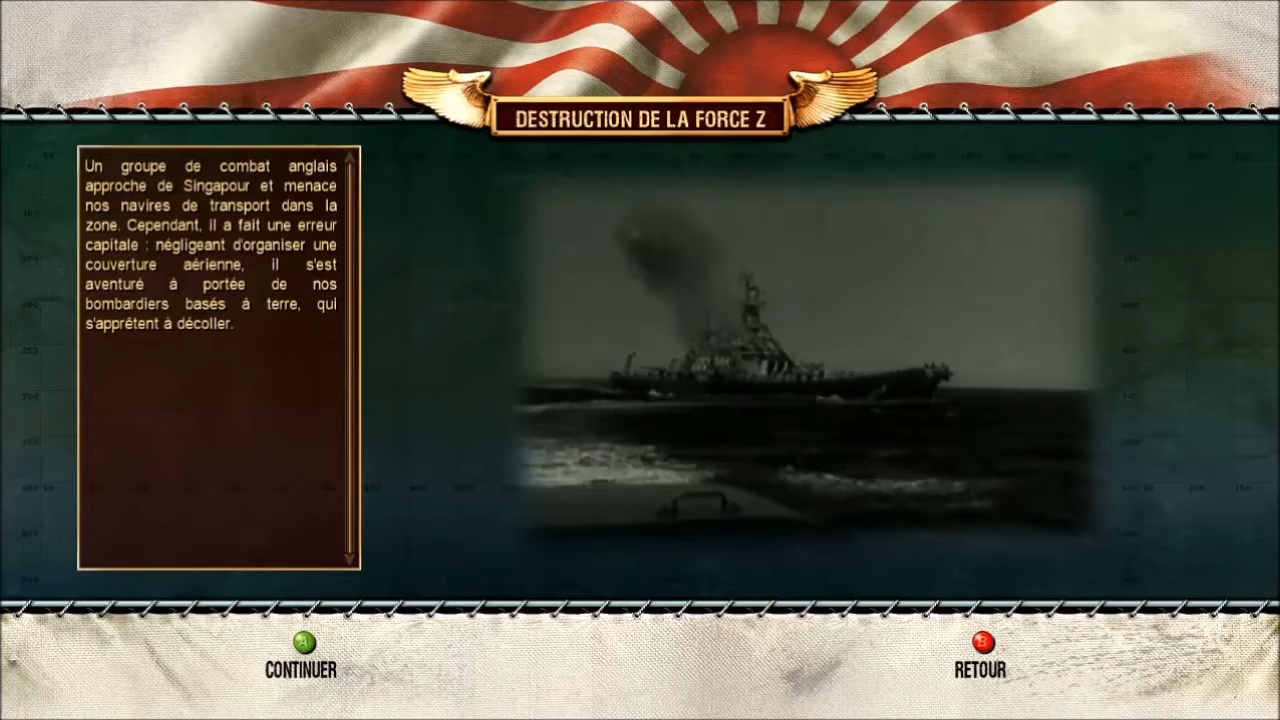 DESTRUCTION DE LA FORCE Z
Un groupe de combat anglais
approche de Singapour et menace
nos navires de transport dans la
zone. Cependant, il a fait une erreur
capitale : négligeant d'organiser une
couverture aérienne, il s'est
aventuré à portée de nos
bombardiers basés à terre, qui
s'apprêtent à décoller.
A
B
CONTINUER
RETOUR